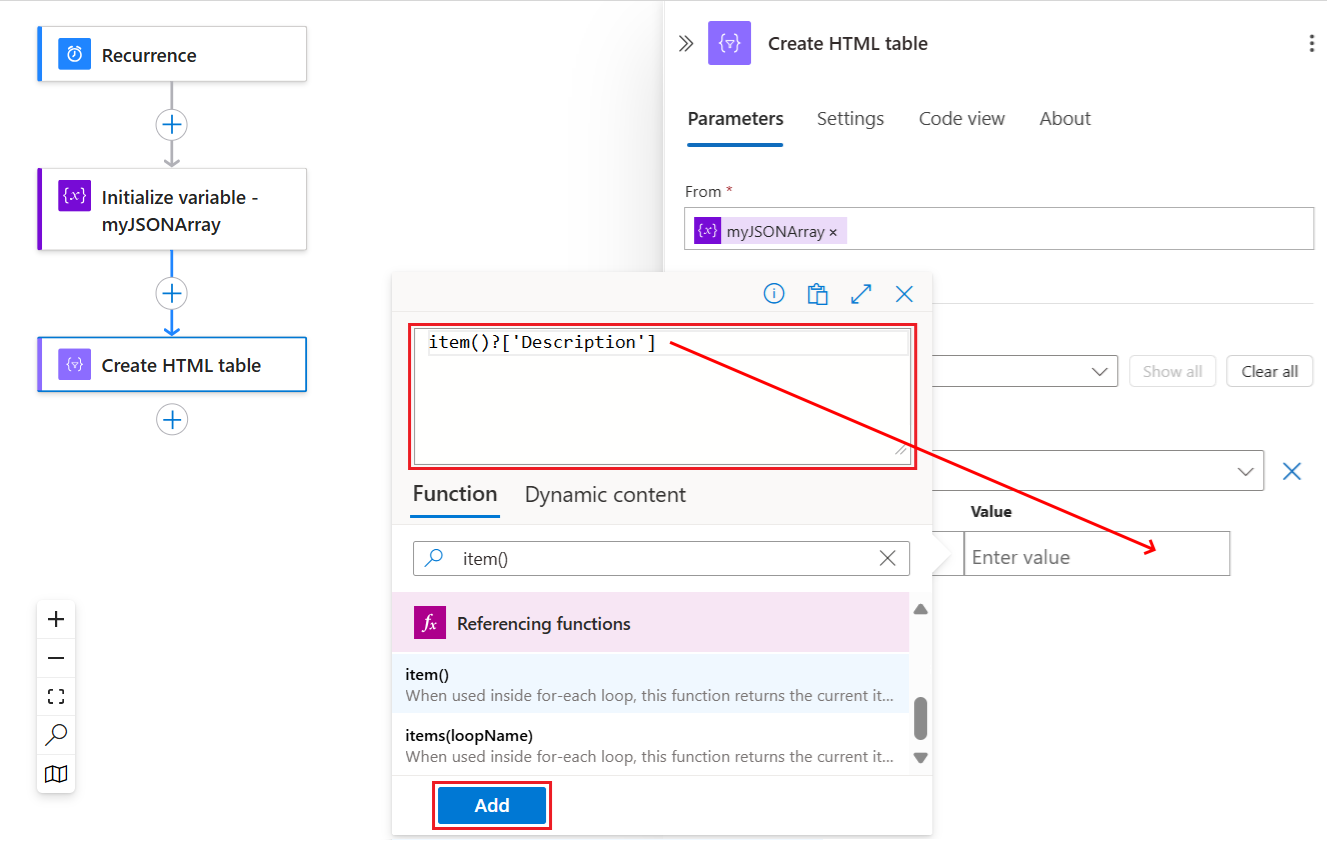 Recurrence
{x}
Initialize variable -
myJSONArray
Create HTML table
Create HTML table
Parameters
Settings
Code view
About
From *
{x}
myJSONArray ×
Show all
Clear all
item()?['Description']
Function
Dynamic content
Value
Enter value
item()
fx
Referencing functions
item()
When used inside for-each loop, this function returns the current it...
items(loopName)
When used inside for-each loop, this function returns the current it...
Add